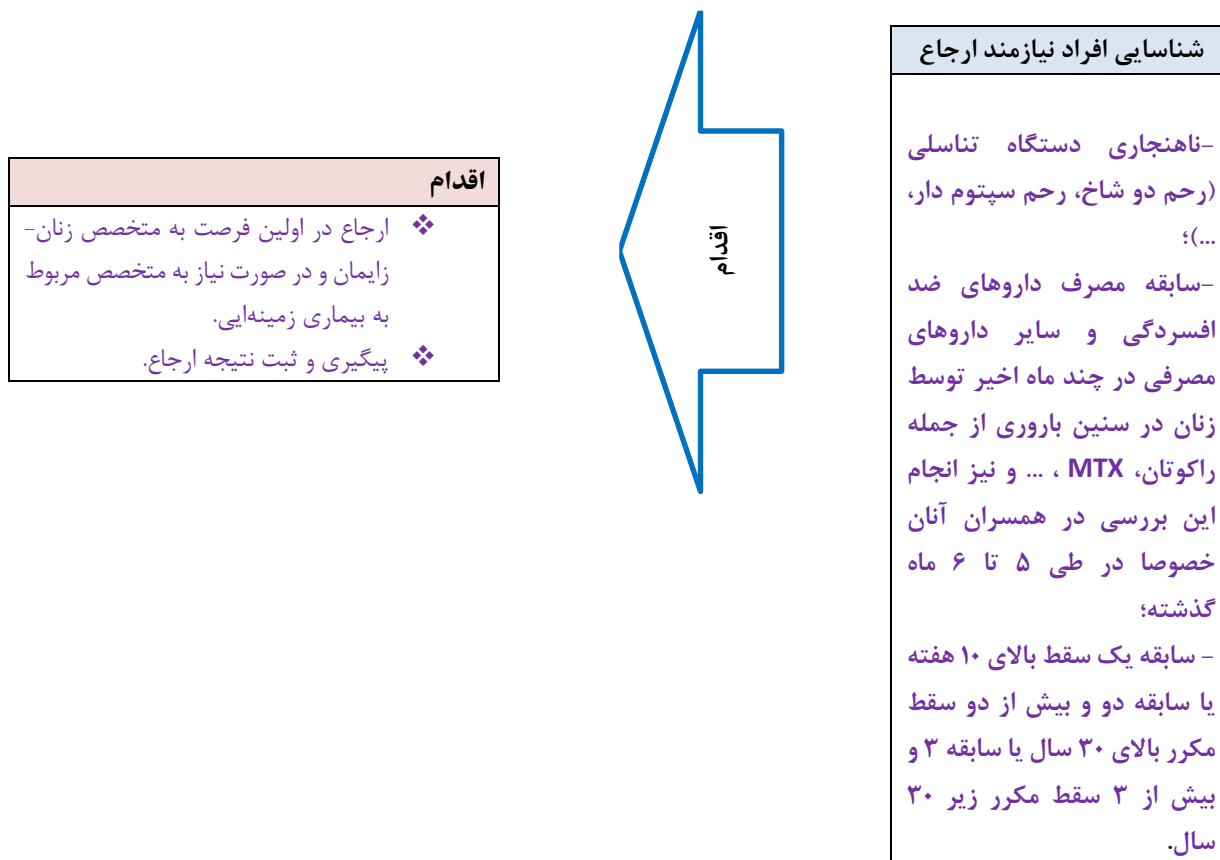 شناسایی افراد نیازمند ارجاع
-ناهنجاری دستگاه تناسلی
(رحم دو شاخ، رحم سپتوم دار،
...)؛
-سابقه مصرف داروهای ضد
افسردگی و سایر داروهای
مصرفی در چند ماه اخیر توسط
زنان در سنین باروری از جمله
راکوتان، MTX ، ... و نیز انجام
این بررسی در همسران آنان
خصوصا در طی ۵ تا ۶ ماه
گذشته؛
- سابقه یک سقط بالای ۱۰ هفته
یا سابقه دو و بیش از دو سقط
مکرر بالای ۳۰ سال یا سابقه ۳ و
بیش از ۳ سقط مکرر زیر ۳۰
سال.
اقدام
اقدام
❖ ارجاع در اولین فرصت به متخصص زنان-
زایمان و در صورت نیاز به متخصص مربوط
به بیماری زمینه‌ایی.
❖ پیگیری و ثبت نتیجه ارجاع.